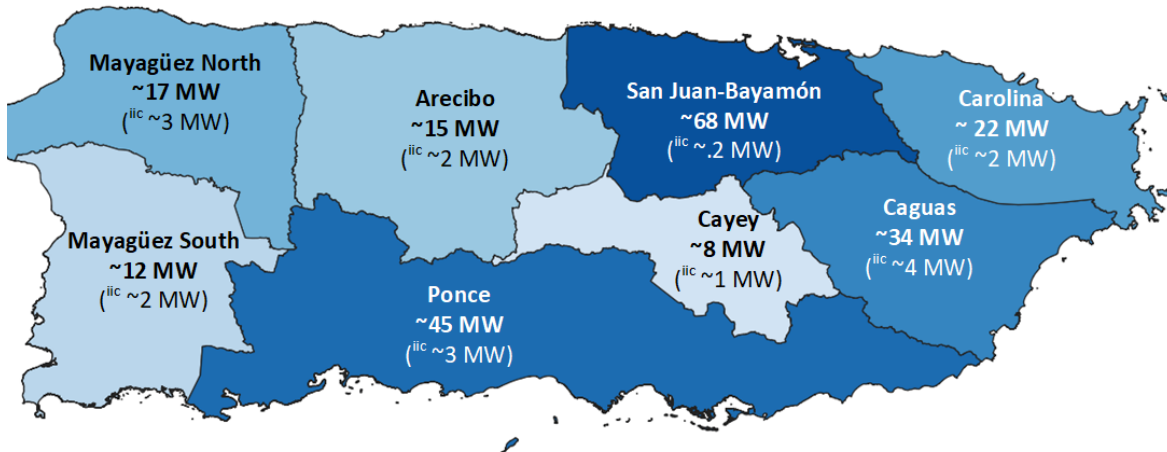 Mayagüez North
~17 MW
(iic ~3 MW)
Arecibo
~15 MW
(iic ~2 MW)
San Juan-Bayamón
~68 MW
(iic ~.2 MW)
Carolina
~ 22 MW
(iic ~2 MW)
Mayagüez South
~12 MW
(iic ~2 MW)
Ponce
~45 MW
(iic ~3 MW)
Cayey
~8 MW
(iic ~1 MW)
Caguas
~34 MW
(iic ~4 MW)